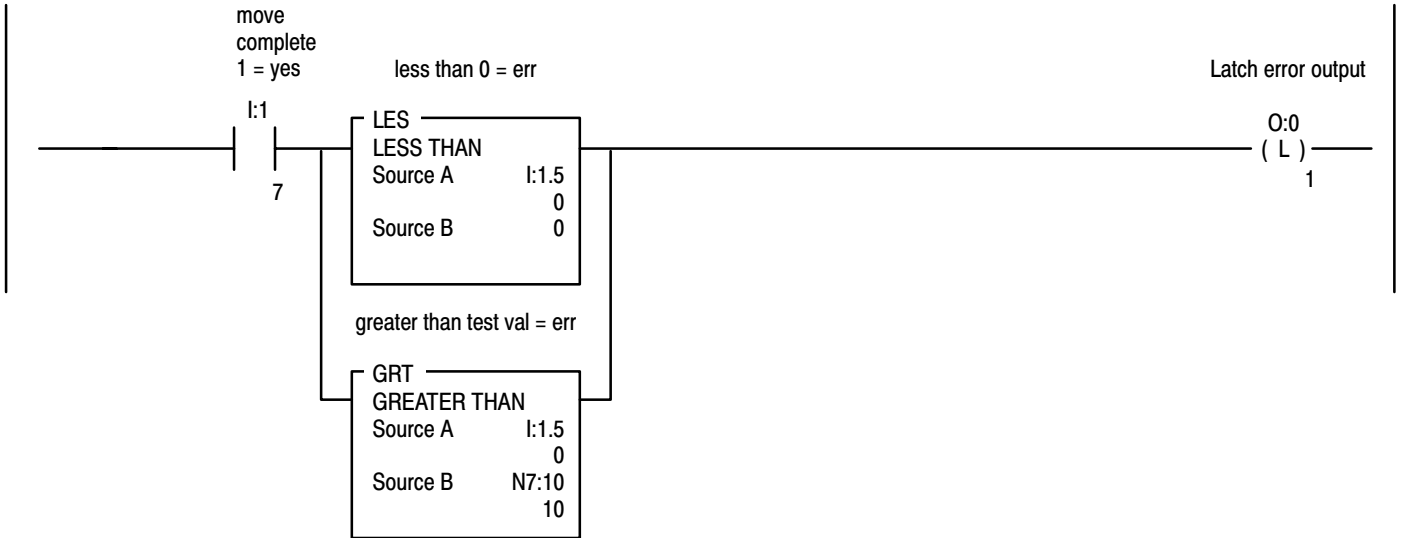 move
complete
1 = yes
less than 0 = err
Latch error output
I:1
7
LES
LESS THAN
Source A I:1.5
0
Source B 0
O:0
( L )
1
greater than test val = err
GRT
GREATER THAN
Source A I:1.5
0
Source B N7:10
10